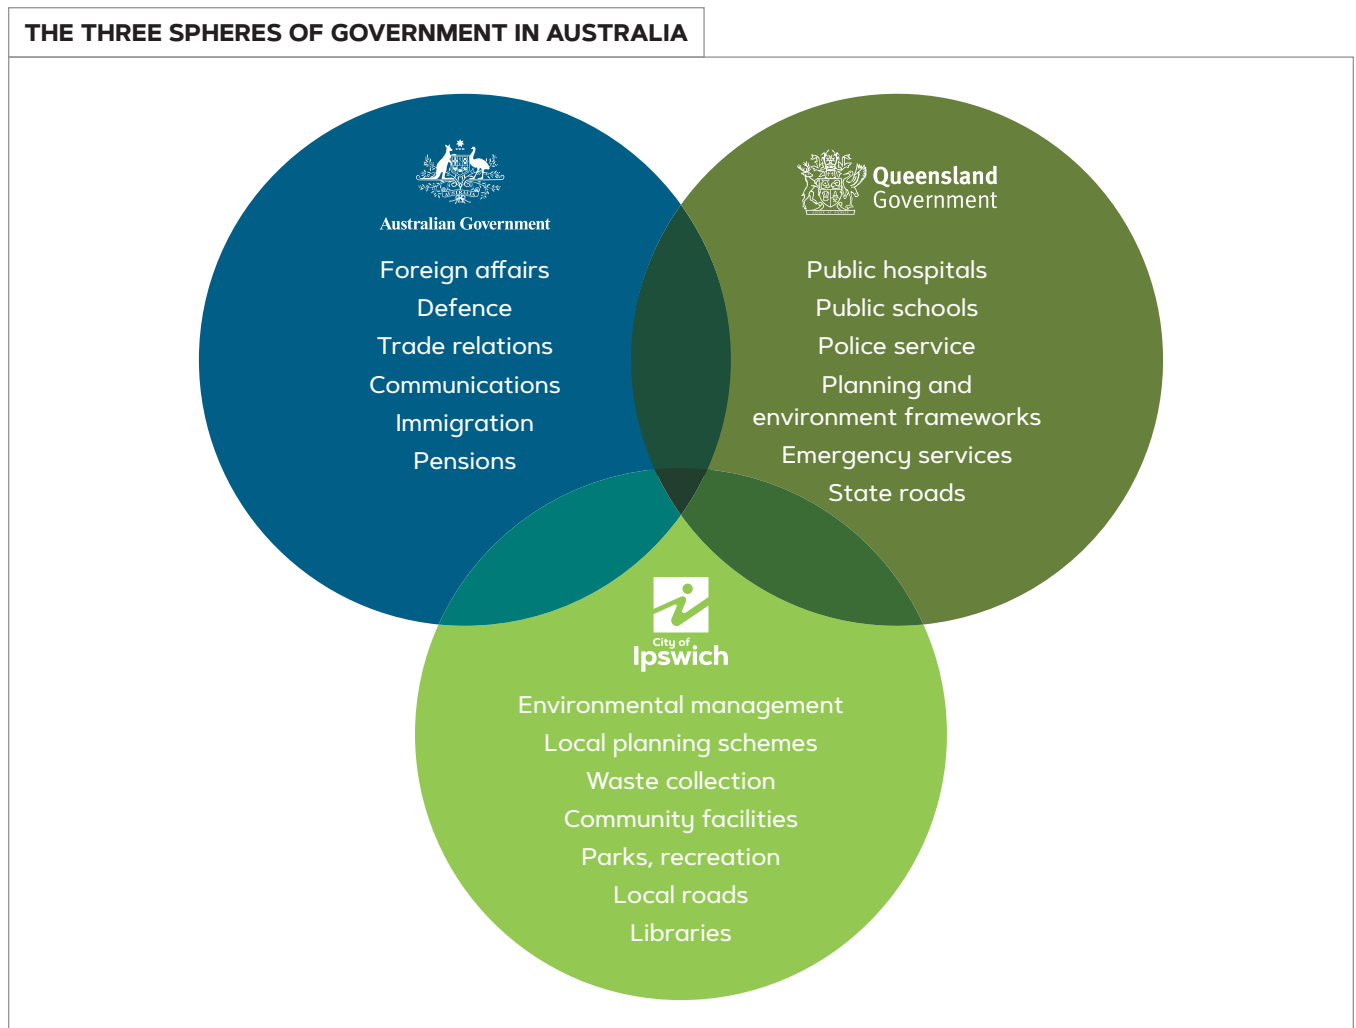 THE THREE SPHERES OF GOVERNMENT IN AUSTRALIA
Australian Government
Foreign affairs
Defence
Trade relations
Communications
Immigration
Pensions
Queensland
Government
Public hospitals
Public schools
Police service
Planning and
environment frameworks
Emergency services
State roads
City of
Ipswich
Environmental management
Local planning schemes
Waste collection
Community facilities
Parks, recreation
Local roads
Libraries